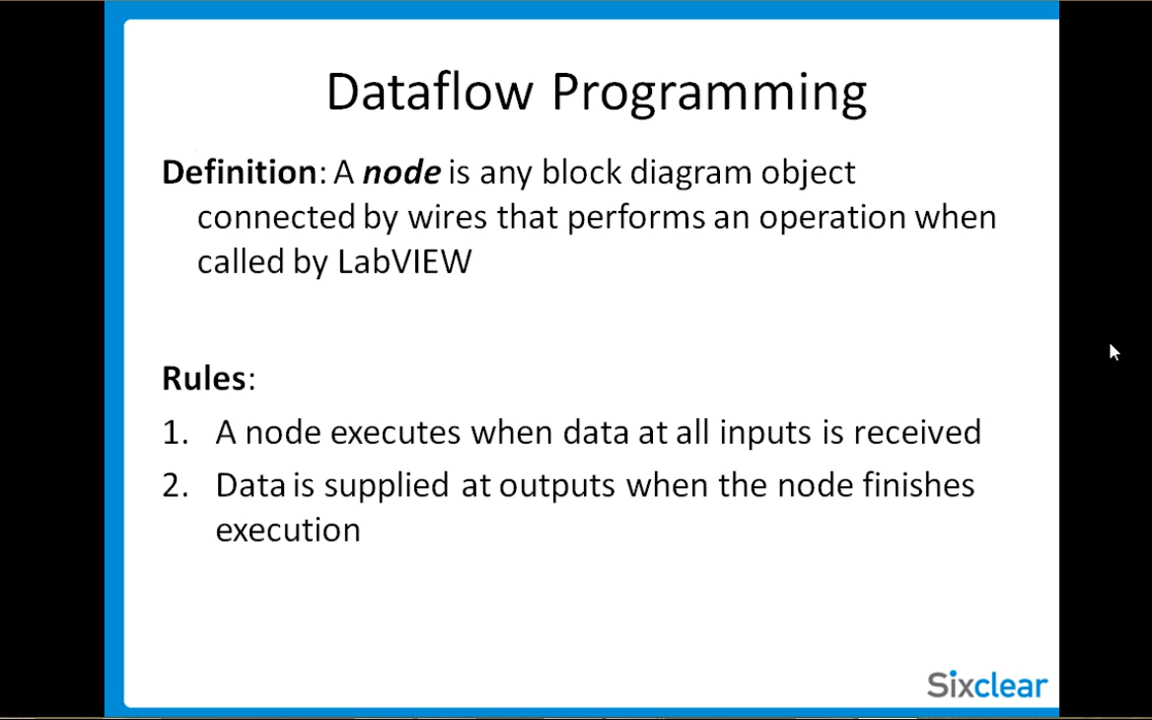 Dataflow Programming
Definition: A node is any block diagram object
connected by wires that performs an operation when
called by LabVIEW
Rules:
1. A node executes when data at all inputs is received
2. Data is supplied at outputs when the node finishes
execution
Sixclear